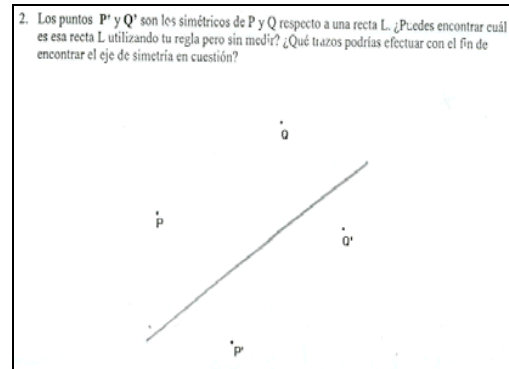 2. Los puntos P' y Q' son los simétricos de P y Q respecto a una recta L. ¿Puedes encontrar cuál
es esa recta L utilizando tu regla pero sin medir? ¿Qué trazos podrías efectuar con el fin de
encontrar el eje de simetría en cuestión?
Q
P
Q'
P'